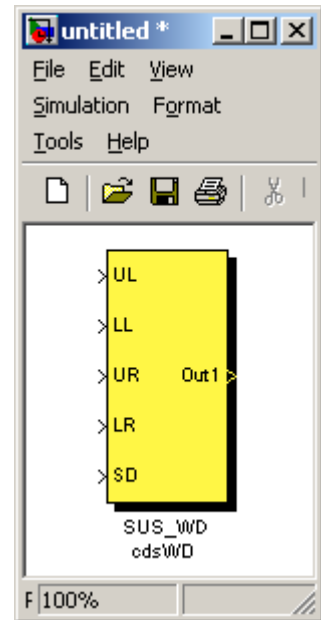 untitled *
File Edit View
Simulation Format
Tools Help
UL
LL
UR Out1
LR
SD
SUS_WD
cdsWD
F 100%